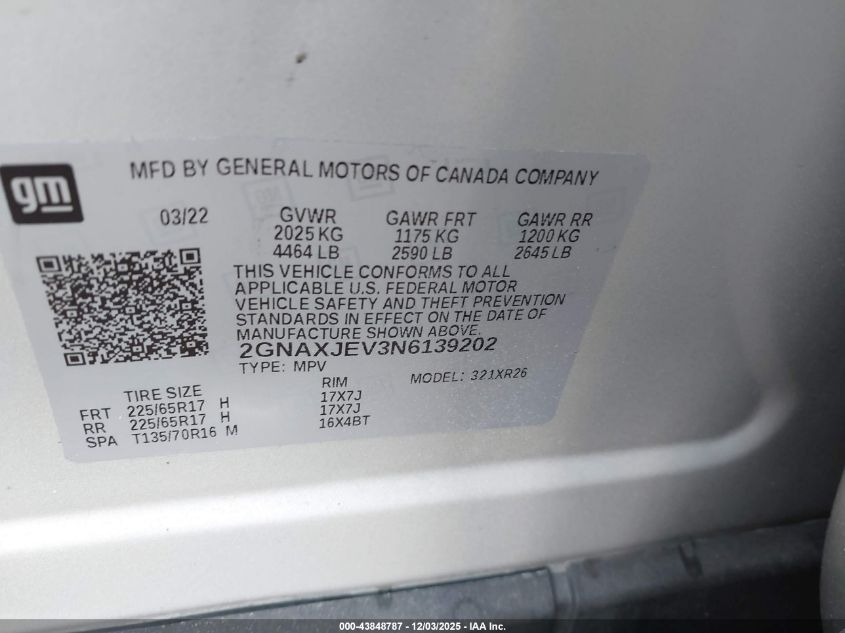 gm
MFD BY GENERAL MOTORS OF CANADA COMPANY
03/22 GVWR GAWR FRT GAWR RR
2025 KG 1175 KG 1200 KG
4464 LB 2590 LB 2645 LB
THIS VEHICLE CONFORMS TO ALL
APPLICABLE U.S. FEDERAL MOTOR
VEHICLE SAFETY AND THEFT PREVENTION
STANDARDS IN EFFECT ON THE DATE OF
MANUFACTURE SHOWN ABOVE.
2GNAXJEV3N6139202
TYPE: MPV MODEL: 321XR26
TIRE SIZE RIM
FRT 225/65R17 H 17X7J
RR 225/65R17 H 17X7J
SPA T135/70R16 M 16X4BT
000-43848787 - 12/03/2025 - IAA Inc.